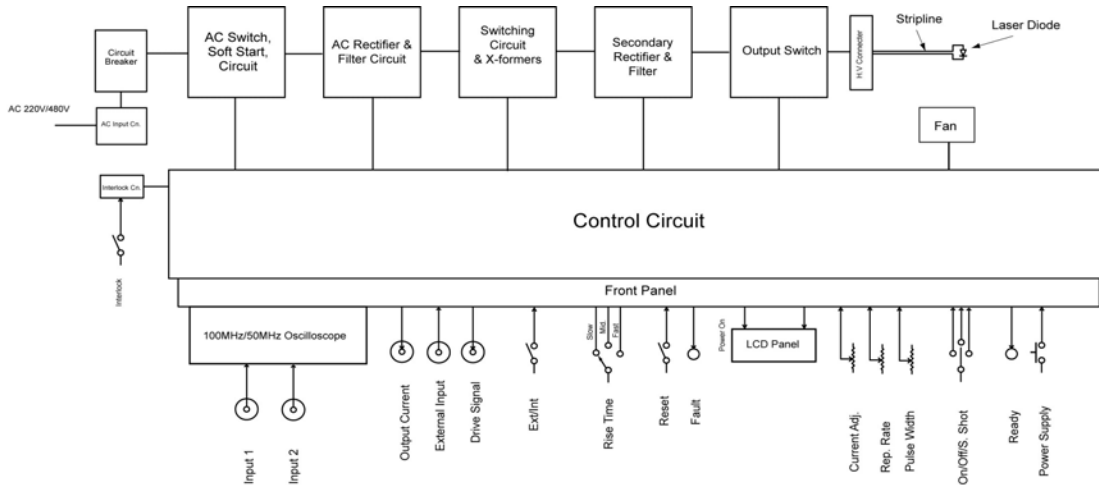 AC Switch,
Soft Start,
Circuit
AC Rectifier &
Filter Circuit
Switching
Circuit
& X-formers
Secondary
Rectifier &
Filter
Output Switch
H.V Connecter
Stripline
Laser Diode
Circuit
Breaker
AC 220V/480V
AC Input Cn.
Fan
Interlock Cn.
Interlock
Control Circuit
Front Panel
100MHz/50MHz Oscilloscope
Input 1
Input 2
Output Current
External Input
Drive Signal
Ext/Int
Slow
Mid.
Fast
Rise Time
Reset
Fault
Power On
LCD Panel
Current Adj.
Rep. Rate
Pulse Width
On/Off/S. Shot
Ready
Power Supply